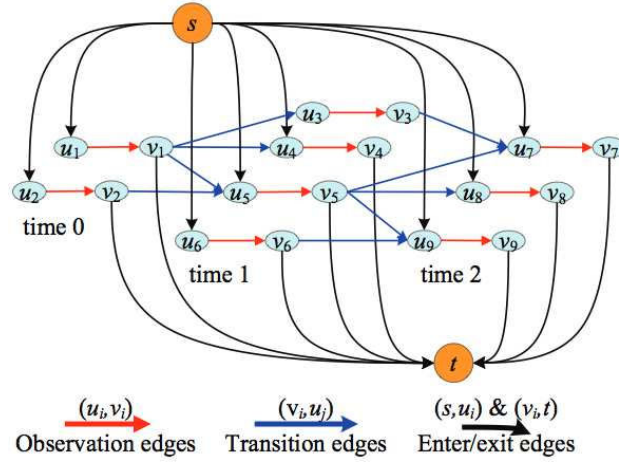 s
u₃ v₃
u₁ v₁ u₄ v₄ u₇ v₇
u₂ v₂ u₅ v₅ u₈ v₈
time 0
u₆ v₆ u₉ v₉
time 1 time 2
t
(uᵢ,vᵢ) (vᵢ,uⱼ) (s,uᵢ) & (vᵢ,t)
Observation edges Transition edges Enter/exit edges